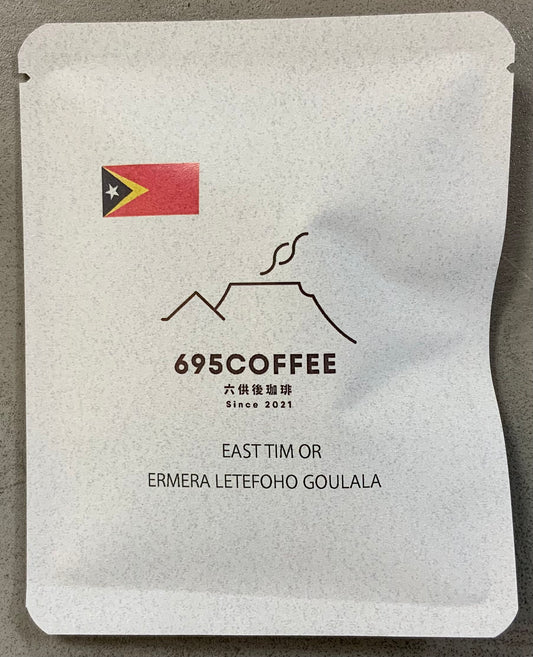 695COFFEE
六供後珈琲
Since 2021
EAST TIM OR
ERMERA LETEFOHO GOULALA